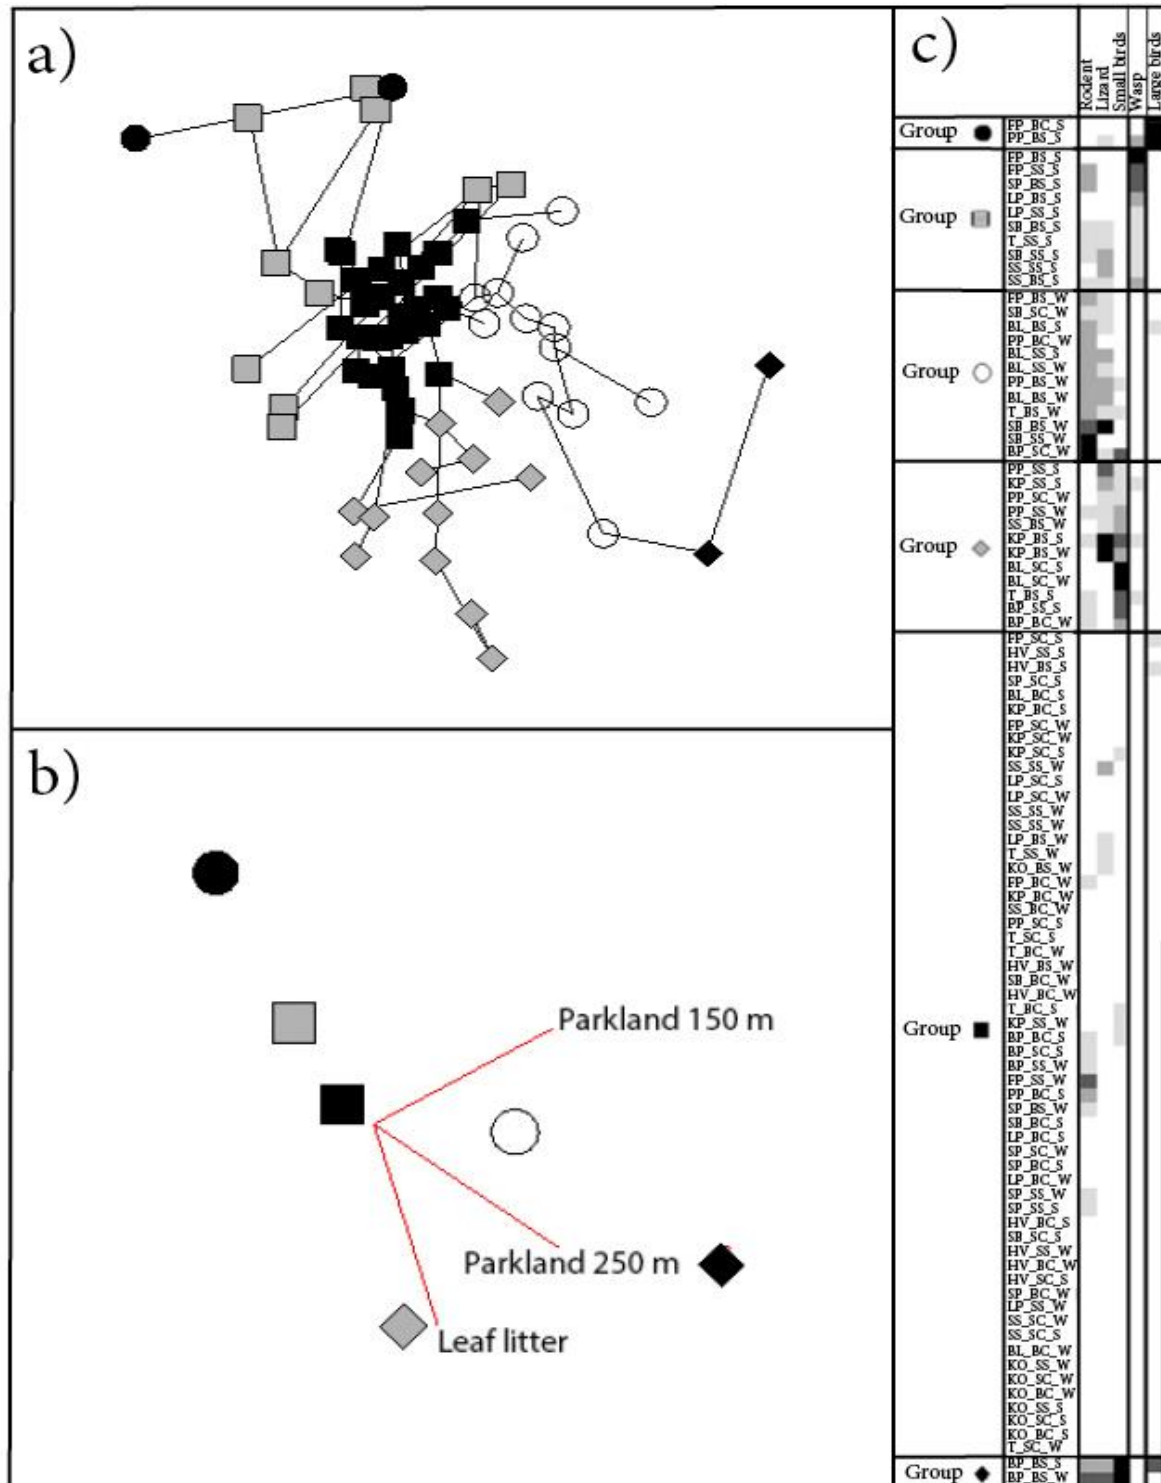 a)
b)
Parkland 150 m
Parkland 250 m
Leaf litter
c)
Rodent
Lizard
Small birds
Wasp
Large birds
Group
FP_BC_S
PP_BS_S
Group
FP_BS_S
FP_SS_S
SP_BS_S
LP_BS_S
LP_SS_S
SB_BS_S
T_SS_S
SB_SS_S
SS_SS_S
SS_BS_S
Group
FP_BS_W
SB_SC_W
BL_BS_S
PP_BC_W
BL_SS_S
BL_SS_W
PP_BS_W
BL_BS_W
T_BS_W
SB_BS_W
SB_SS_W
BP_SC_W
Group
PP_SS_S
KP_SS_S
PP_SC_W
PP_SS_W
SS_BS_W
KP_BS_S
KP_BS_W
BL_SC_S
BL_SC_W
T_BS_S
BP_SS_S
BP_BC_W
Group
FP_SC_S
HV_SS_S
HV_BS_S
SP_SC_S
BL_BC_S
KP_BC_S
FP_SC_W
KP_SC_W
KP_SC_S
SS_SS_W
LP_SC_S
LP_SC_W
SS_SS_W
SS_SS_W
LP_BS_W
T_SS_W
KO_BS_W
FP_BC_W
KP_BC_W
SS_BC_W
PP_SC_S
T_SC_S
T_BC_W
HV_BS_W
SB_BC_W
HV_BC_W
T_BC_S
KP_SS_W
BP_BC_S
BP_SC_S
BP_SS_W
FP_SS_W
PP_BC_S
SP_BS_W
SB_BC_S
LP_BC_S
SP_SC_W
SP_BC_S
LP_BC_W
SP_SS_W
SP_SS_S
HV_BC_S
SB_SC_S
HV_SS_W
HV_BC_W
HV_SC_S
SP_BC_W
LP_SS_W
SS_SC_W
SS_SC_S
BL_BC_W
KO_SS_W
KO_SC_W
KO_BC_W
KO_SS_S
KO_SC_S
KO_BC_S
T_SC_W
Group
BP_BS_S
BP_BS_W